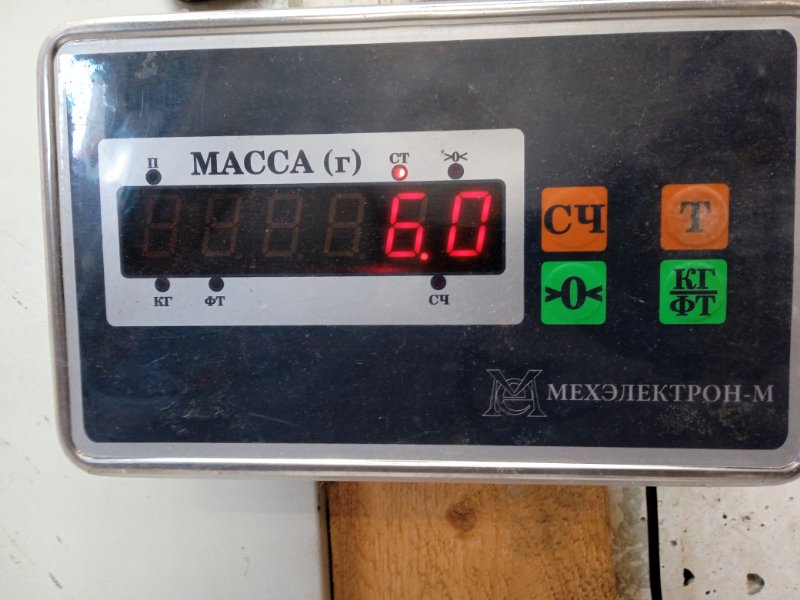 П МАССА (г) СТ >0<
6.0
КГ ФТ СЧ
СЧ Т
>0< КГ
ФТ
МЕХЭЛЕКТРОН-М